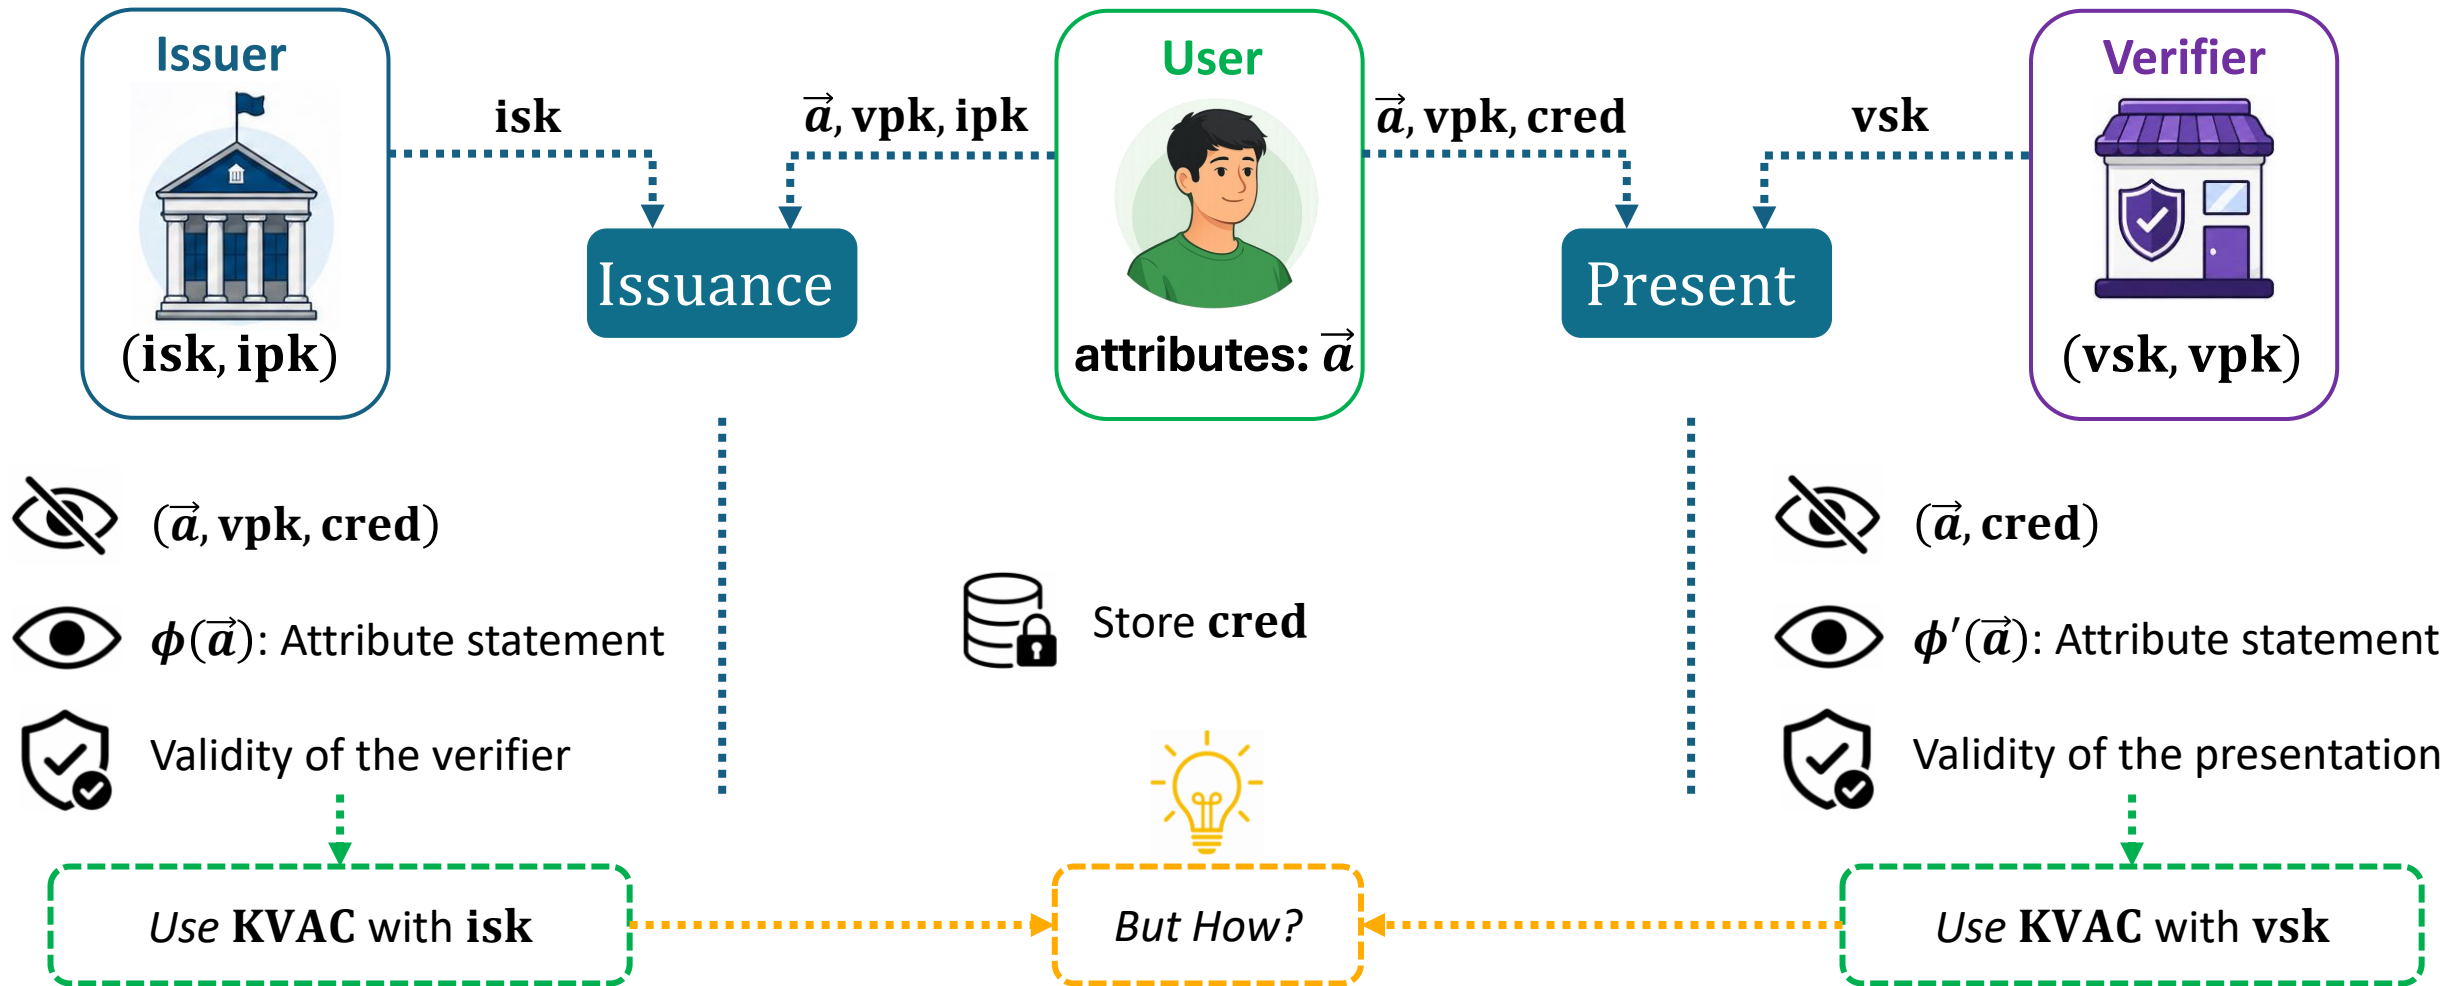 Issuer
User
Verifier
isk
a⃗, vpk, ipk
a⃗, vpk, cred
vsk
Issuance
Present
(isk, ipk)
attributes: a⃗
(vsk, vpk)
(a⃗, vpk, cred)
(a⃗, cred)
Store cred
ϕ(a⃗): Attribute statement
ϕ′(a⃗): Attribute statement
Validity of the verifier
Validity of the presentation
Use KVAC with isk
But How?
Use KVAC with vsk